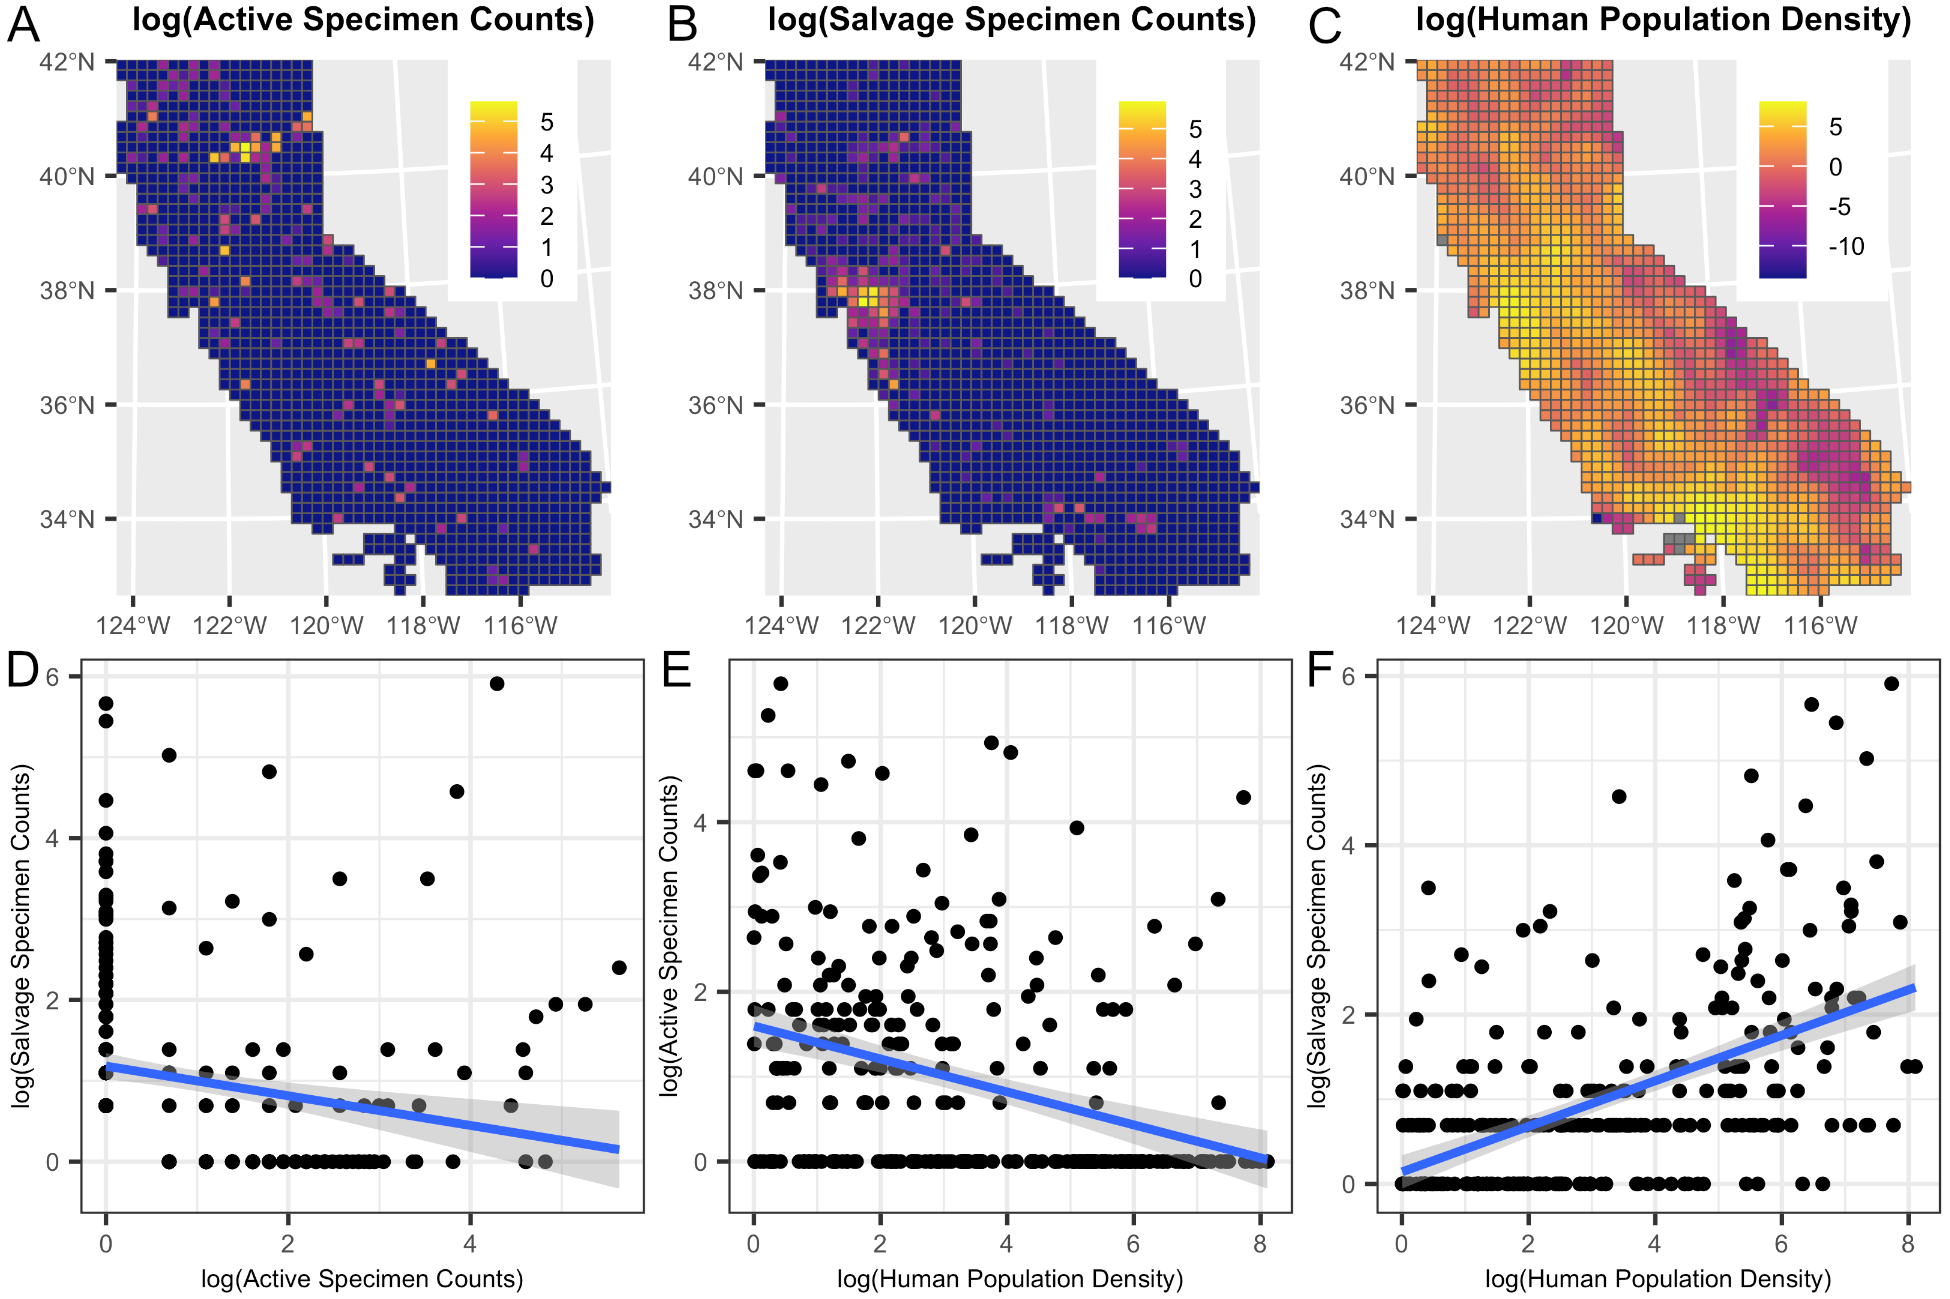 A log(Active Specimen Counts)
42°N
40°N
38°N
36°N
34°N
124°W 122°W 120°W 118°W 116°W
5
4
3
2
1
0
B log(Salvage Specimen Counts)
42°N
40°N
38°N
36°N
34°N
124°W 122°W 120°W 118°W 116°W
5
4
3
2
1
0
C log(Human Population Density)
42°N
40°N
38°N
36°N
34°N
124°W 122°W 120°W 118°W 116°W
5
0
-5
-10
D
log(Salvage Specimen Counts)
6
4
2
0
0 2 4
log(Active Specimen Counts)
E
log(Active Specimen Counts)
4
2
0
0 2 4 6 8
log(Human Population Density)
F
log(Salvage Specimen Counts)
6
4
2
0
0 2 4 6 8
log(Human Population Density)